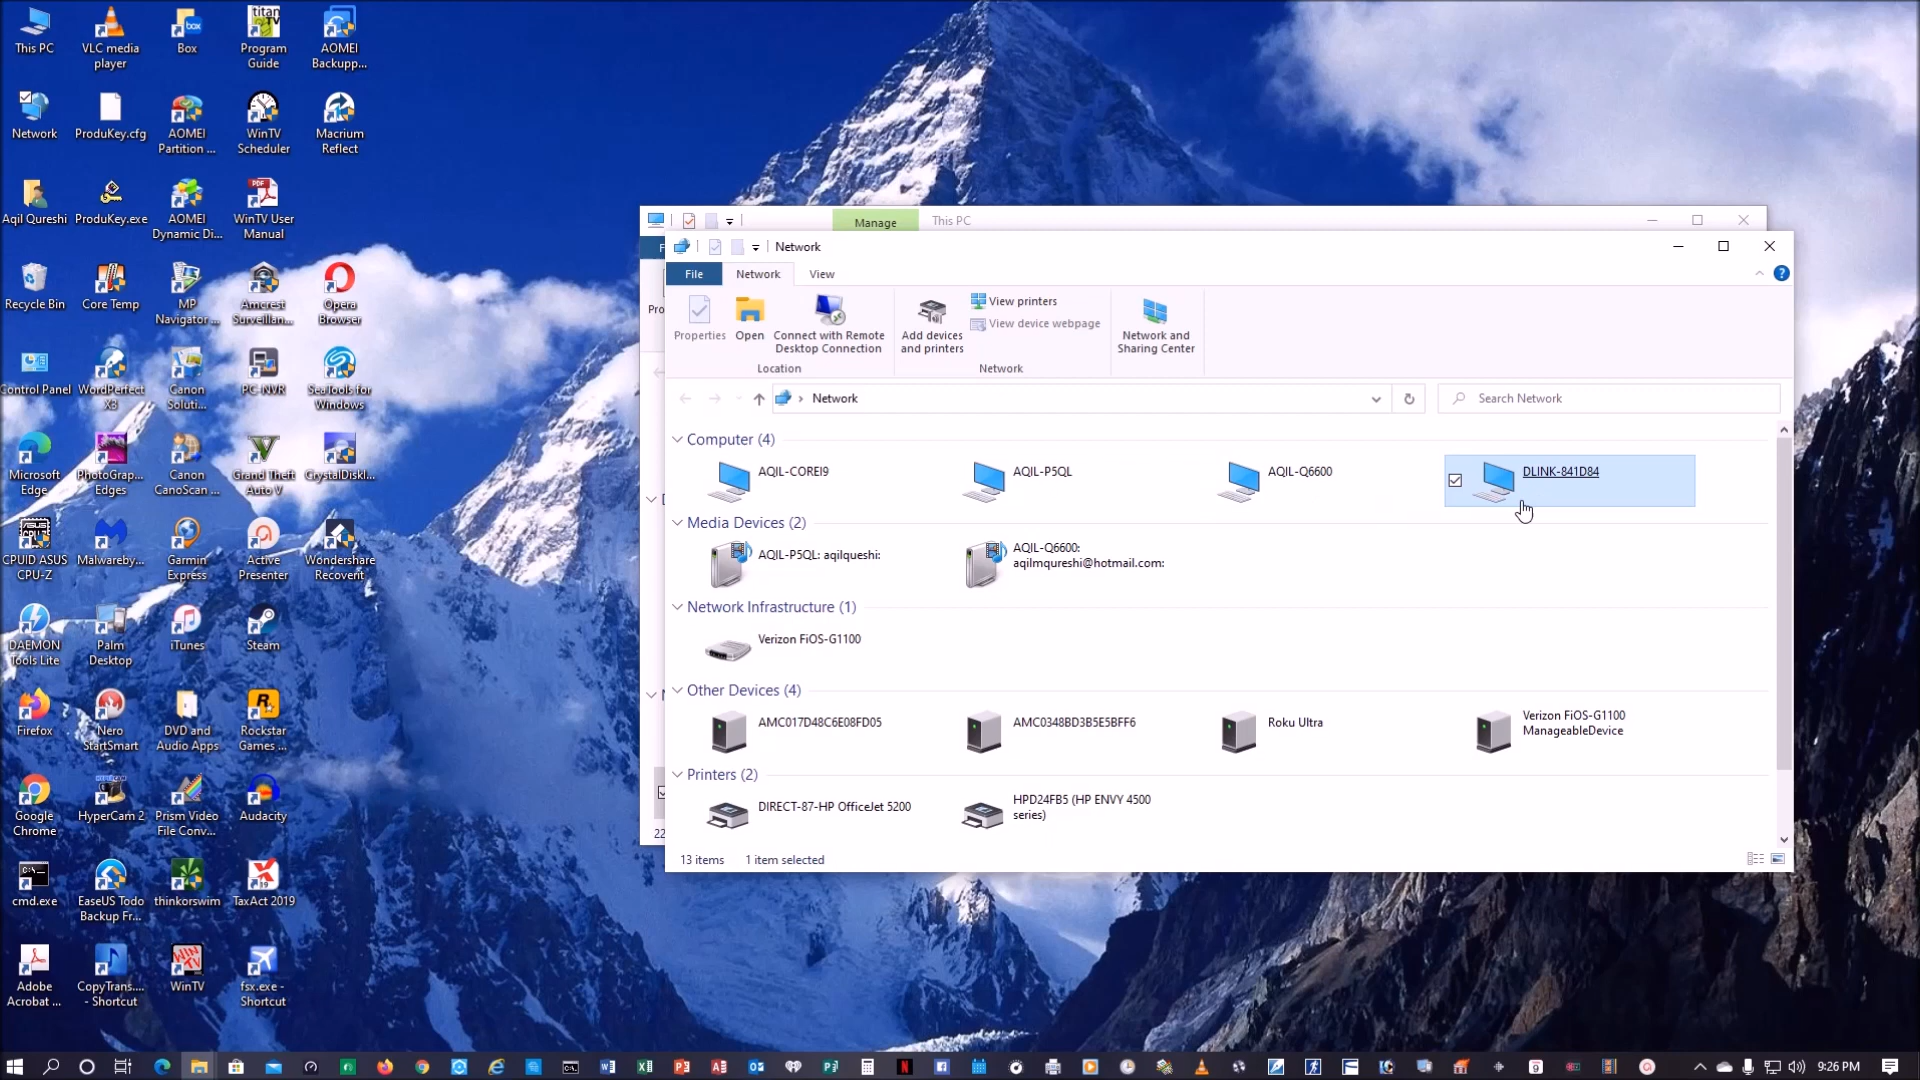 This PC
VLC media
player
Box
Program
Guide
AOMEI
Backupp...
Network
ProduKey.cfg
AOMEI
Partition ...
WinTV
Scheduler
Macrium
Reflect
Aqil Qureshi
ProduKey.exe
AOMEI
Dynamic Di...
WinTV User
Manual
Recycle Bin
Core Temp
MP
Navigator ...
Amcrest
Surveillan...
Opera
Browser
Control Panel
WordPerfect
X3
Canon
Soluti...
PC-NVR
SeaTools for
Windows
Microsoft
Edge
PhotoGrap...
Edges
Canon
CanoScan ...
Grand Theft
Auto V
CrystalDiskI...
CPUID ASUS
CPU-Z
Malwareby...
Garmin
Express
Active
Presenter
Wondershare
Recoverit
DAEMON
Tools Lite
Palm
Desktop
iTunes
Steam
Firefox
Nero
StartSmart
DVD and
Audio Apps
Rockstar
Games ...
Google
Chrome
HyperCam 2
Prism Video
File Conv...
Audacity
cmd.exe
EaseUS Todo
Backup Fr...
thinkorswim
TaxAct 2019
Adobe
Acrobat ...
CopyTrans....
- Shortcut
WinTV
fsx.exe -
Shortcut
Manage
This PC
Network
File
Network
View
Properties
Open
Connect with Remote
Desktop Connection
Location
Add devices
and printers
View printers
View device webpage
Network
Network and
Sharing Center
Network
Search Network
Computer (4)
AQIL-COREI9
AQIL-P5QL
AQIL-Q6600
DLINK-841D84
Media Devices (2)
AQIL-P5QL: aqilqueshi:
AQIL-Q6600:
aqilmqureshi@hotmail.com:
Network Infrastructure (1)
Verizon FiOS-G1100
Other Devices (4)
AMC017D48C6E08FD05
AMC0348BD3B5E5BFF6
Roku Ultra
Verizon FiOS-G1100
ManageableDevice
Printers (2)
DIRECT-87-HP OfficeJet 5200
HPD24FB5 (HP ENVY 4500
series)
13 items
1 item selected
9:26 PM